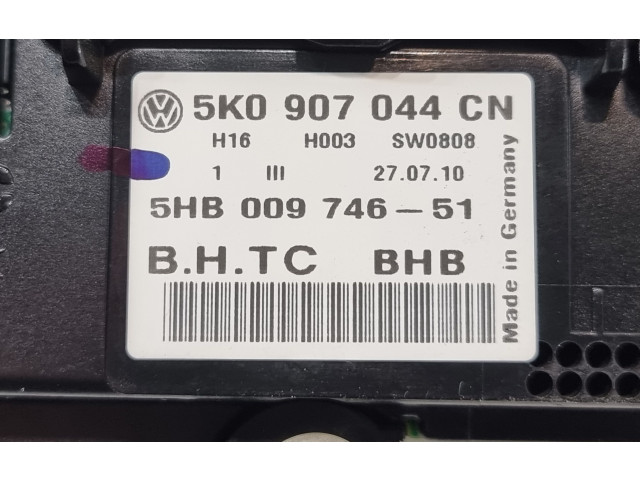 5K0 907 044 CN
H16 H003 SW0808
1 III 27.07.10
5HB 009 746-51
B.H.TC BHB
Made in Germany